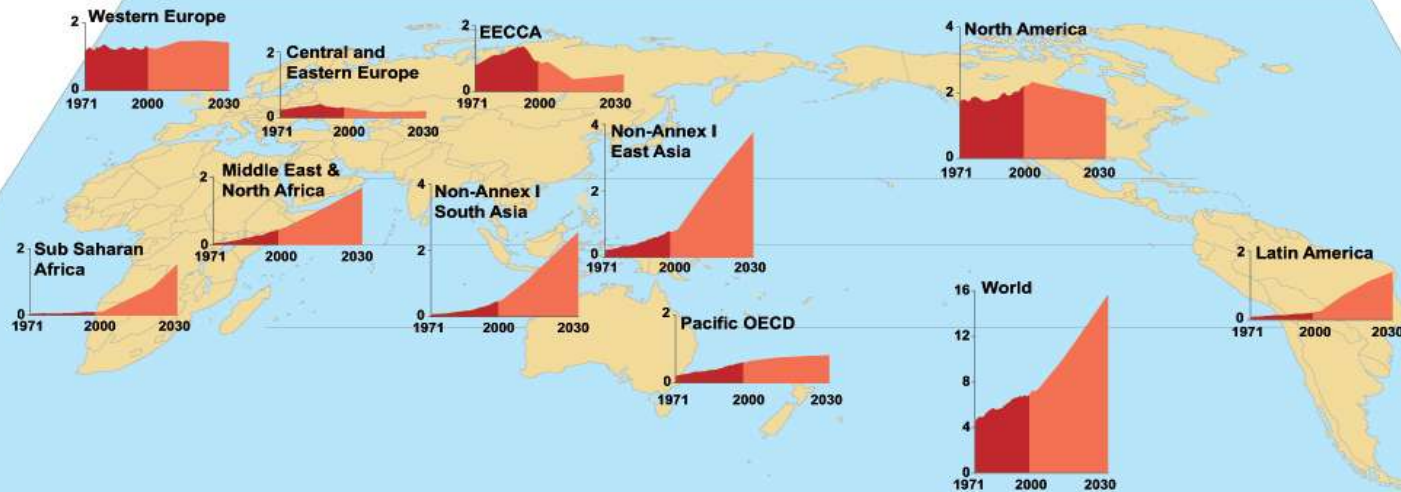 Western Europe
2
0
1971 2000 2030
Central and
Eastern Europe
2
0
1971 2000 2030
EECCA
2
0
1971 2000 2030
North America
4
2
0
1971 2000 2030
Middle East &
North Africa
2
0
1971 2000 2030
Non-Annex I
South Asia
4
2
0
1971 2000 2030
Non-Annex I
East Asia
4
2
0
1971 2000 2030
Sub Saharan
Africa
2
0
1971 2000 2030
Pacific OECD
2
0
1971 2000 2030
World
16
12
8
4
0
1971 2000 2030
Latin America
2
0
1971 2000 2030